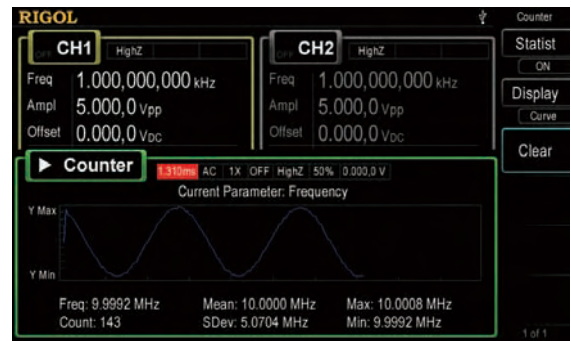 RIGOL
Counter
OFF CH1 HighZ
Freq 1.000,000,000 kHz
Ampl 5.000,0 Vpp
Offset 0.000,0 VDC
OFF CH2 HighZ
Freq 1.000,000,000 kHz
Ampl 5.000,0 Vpp
Offset 0.000,0 VDC
Statist
ON
Display
Curve
Clear
Counter 1.310ms AC 1X OFF HighZ 50% 0.000,0 V
Current Parameter: Frequency
Y Max
Y Min
Freq: 9.9992 MHz Mean: 10.0000 MHz Max: 10.0008 MHz
Count: 143 SDev: 5.0704 MHz Min: 9.9992 MHz
1 of 1